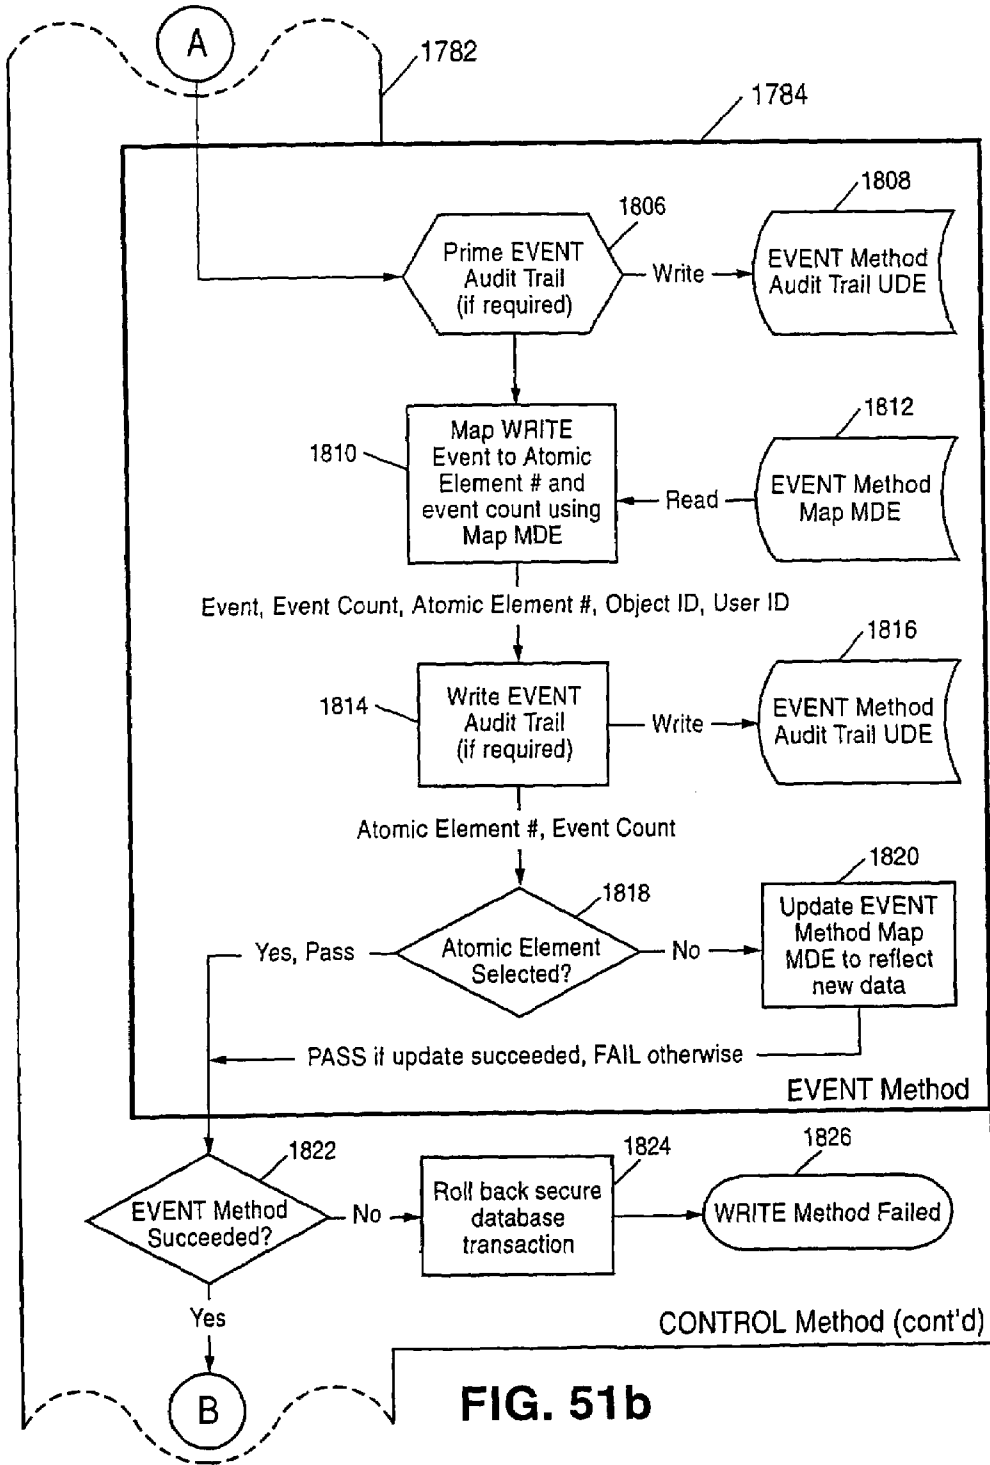 A
1782
1784
1806
1808
Prime EVENT
Audit Trail
(if required)
Write
EVENT Method
Audit Trail UDE
1810
Map WRITE
Event to Atomic
Element # and
event count using
Map MDE
Read
1812
EVENT Method
Map MDE
Event, Event Count, Atomic Element #, Object ID, User ID
1814
Write EVENT
Audit Trail
(if required)
Write
1816
EVENT Method
Audit Trail UDE
Atomic Element #, Event Count
1818
1820
Yes, Pass
Atomic Element
Selected?
No
Update EVENT
Method Map
MDE to reflect
new data
PASS if update succeeded, FAIL otherwise
EVENT Method
1822
1824
1826
EVENT Method
Succeeded?
No
Roll back secure
database
transaction
WRITE Method Failed
Yes
CONTROL Method (cont'd)
B
FIG. 51b